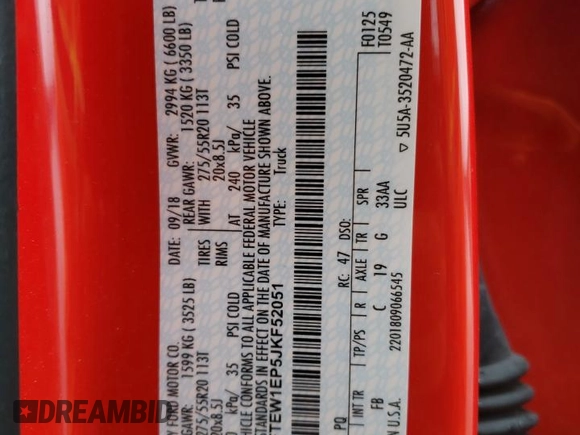 Y FORD MOTOR CO.
DATE: 09/18
GVWR: 2994 KG ( 6600 LB)
1599 KG ( 3525 LB)
REAR GAWR: 1520 KG ( 3350 LB)
275/55R20 113T
TIRES WITH 275/55R20 113T
20x8.5J
RIMS 20x8.5J
kPa/ 35 PSI COLD
AT 240 kPa/ 35 PSI COLD
CONFORMS TO ALL APPLICABLE FEDERAL MOTOR VEHICLE
STANDARDS IN EFFECT ON THE DATE OF MANUFACTURE SHOWN ABOVE.
TEW1EP5JKF52051
TYPE: Truck
F0125
T0549
PQ
RC: 47 DSO:
INT TR TP/PS R AXLE TR SPR
FB C 19 G 33AA
ULC
N U.S.A. 2201809066545
▽ 5U5A-3520472-AA
DREAMBID